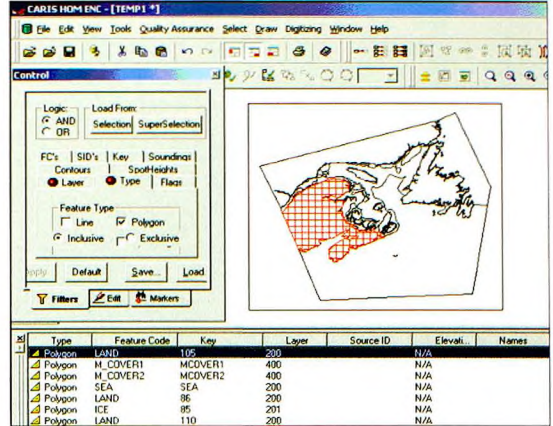 CARIS HOM ENC - [TEMP1 *]
File Edit View Tools Quality Assurance Select Draw Digitizing Window Help
Control
Logic: Load From:
AND
OR
Selection SuperSelection
FC's SID's Key Soundings
Contours SpotHeights
Layer Type Flags
Feature Type
Line Polygon
Inclusive Exclusive
Default Save... Load
Filters Edit Markers
Type Feature Code Key Layer Source ID Elevati... Names
Polygon LAND 105 200 N/A
Polygon M_COVER1 MCOVER1 400 N/A
Polygon M_COVER2 MCOVER2 400 N/A
Polygon SEA SEA 200 N/A
Polygon LAND 86 200 N/A
Polygon ICE 85 201 N/A
Polygon LAND 110 200 N/A